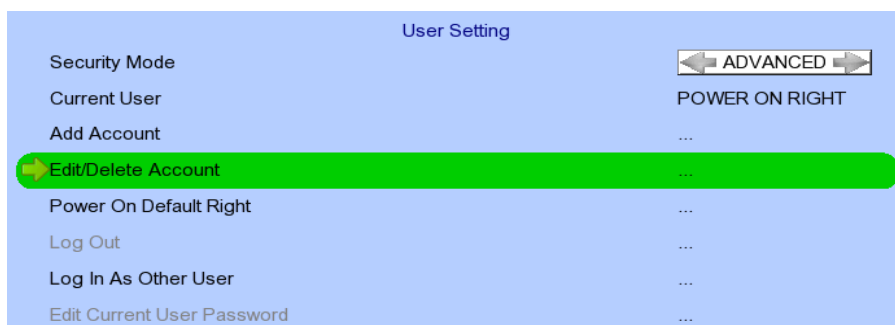 User Setting
Security Mode ADVANCED
Current User POWER ON RIGHT
Add Account ...
Edit/Delete Account ...
Power On Default Right ...
Log Out ...
Log In As Other User ...
Edit Current User Password ...